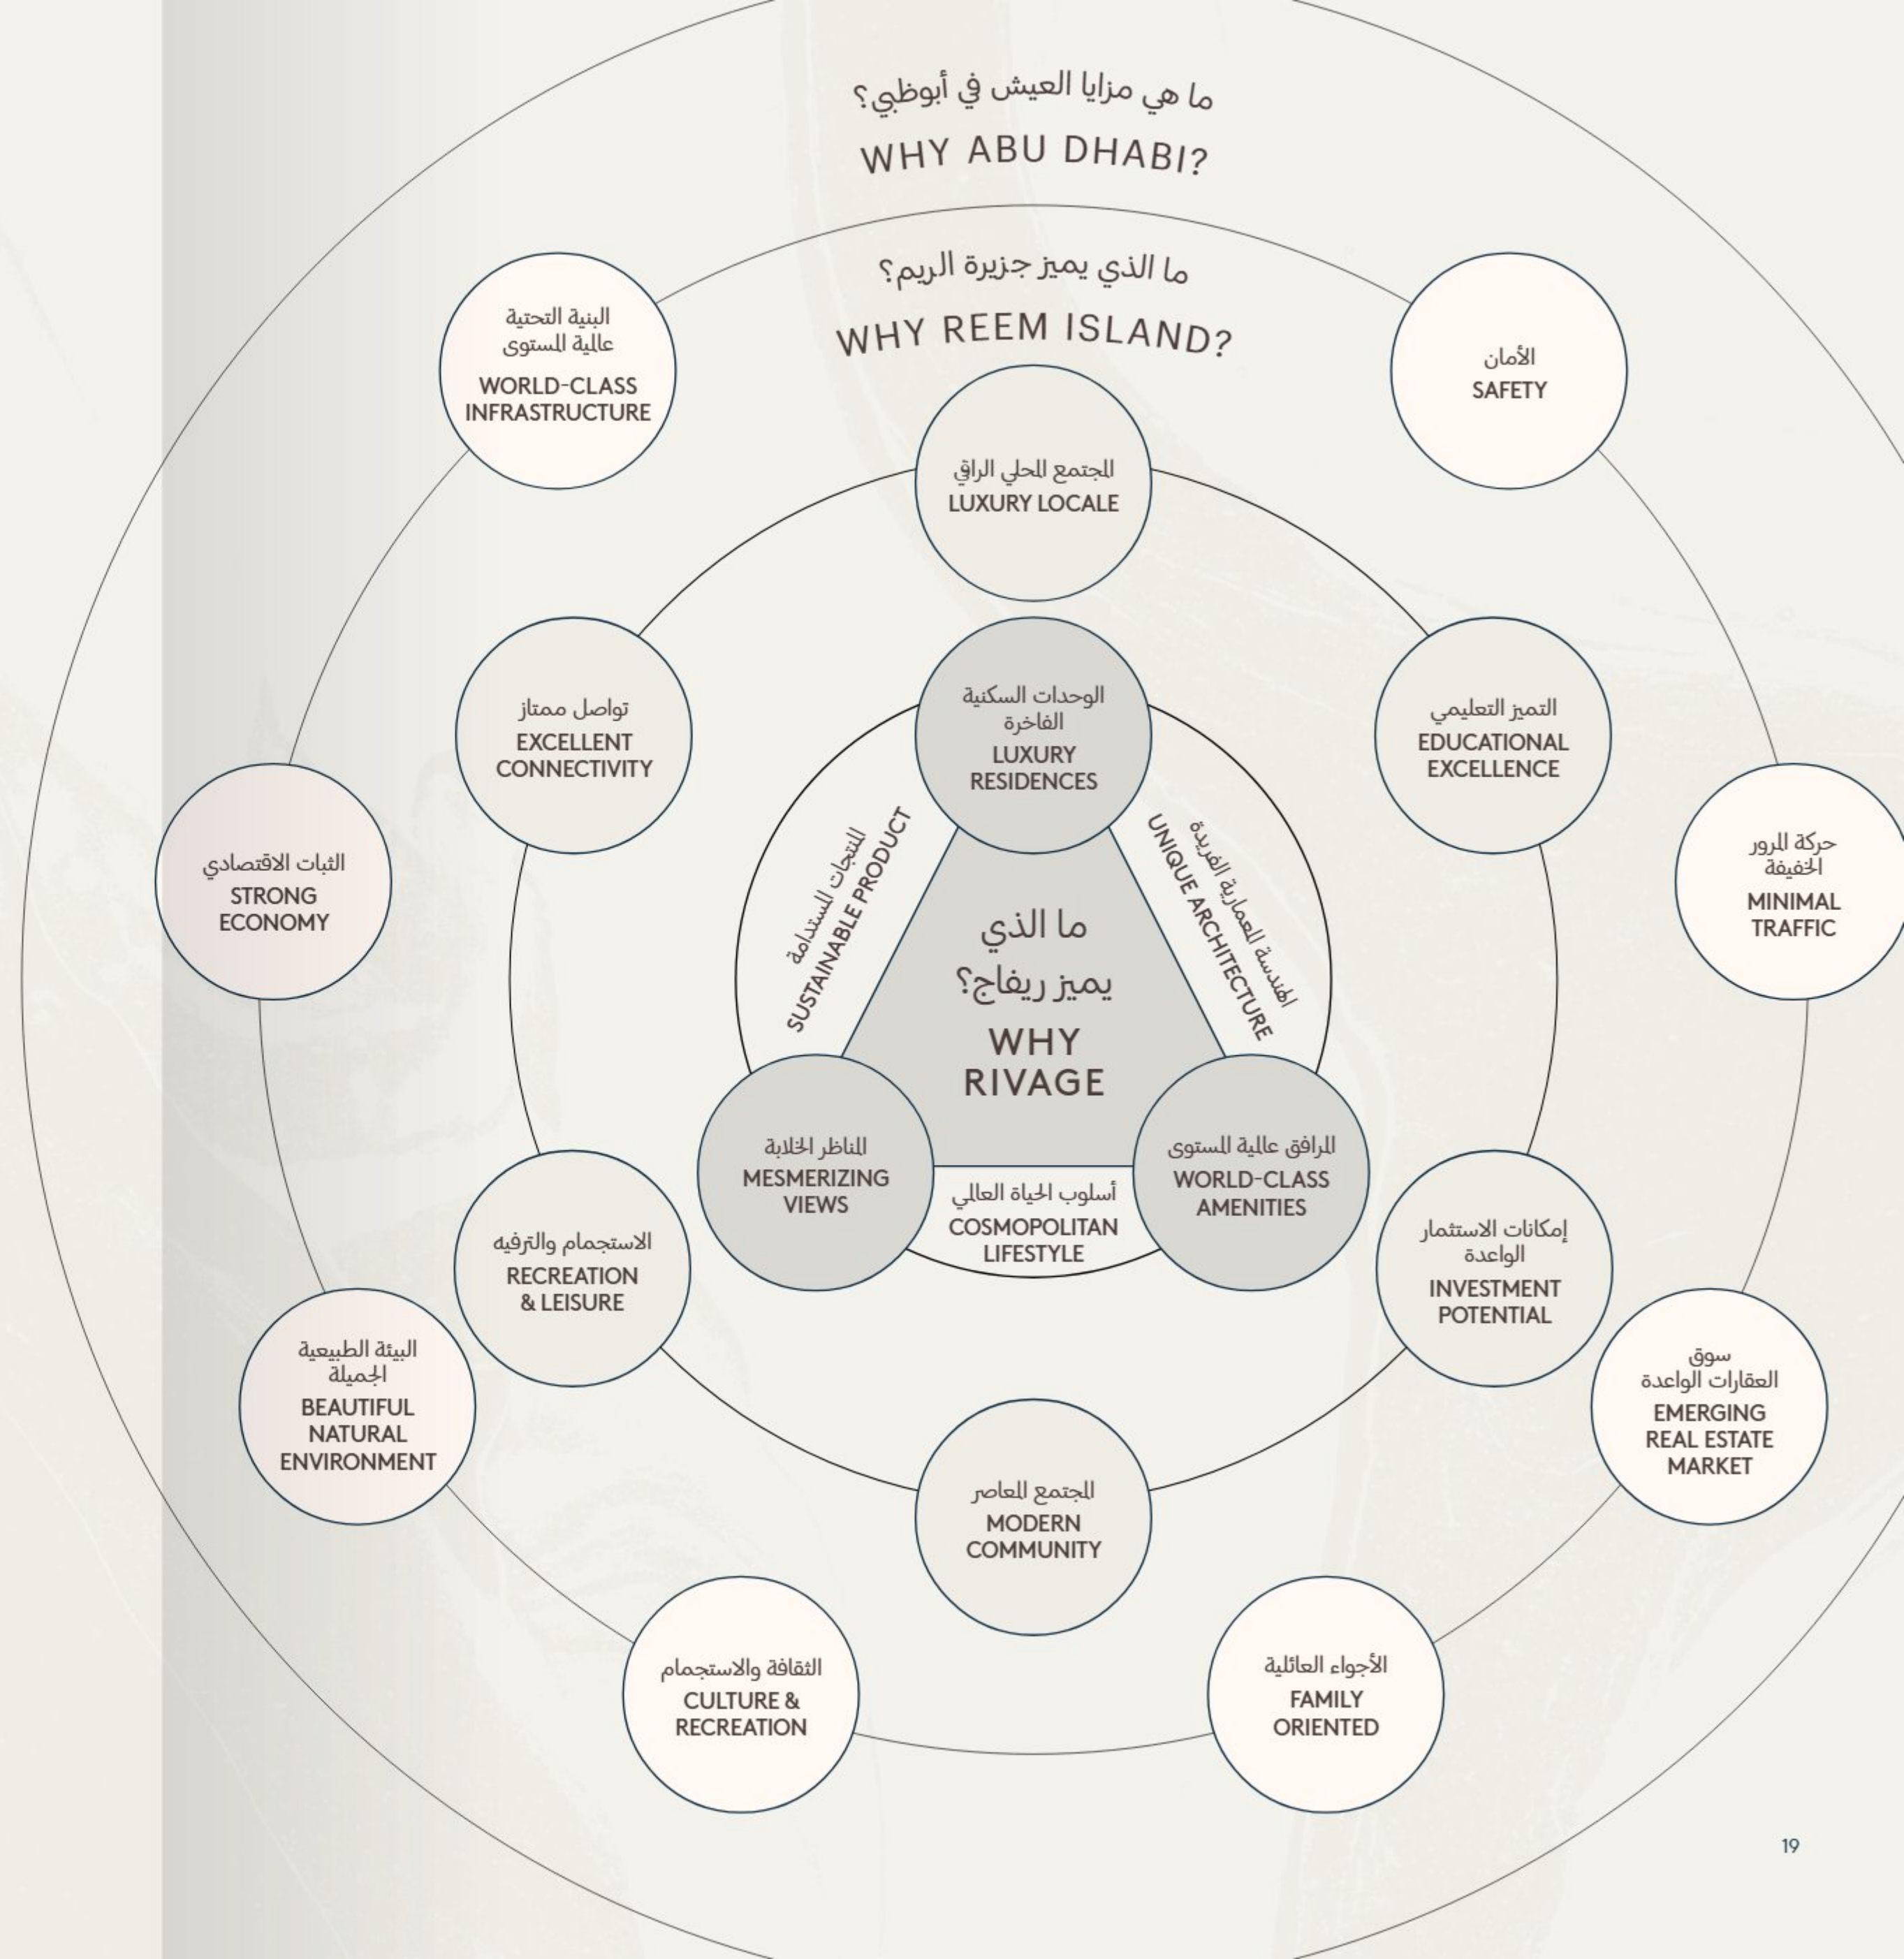 ما هي مزايا العيش في أبوظبي؟
WHY ABU DHABI?
ما الذي يميز جزيرة الريم؟
WHY REEM ISLAND?
البنية التحتية
عالية المستوى
WORLD-CLASS
INFRASTRUCTURE
الأمان
SAFETY
المجتمع المحلي الراقي
LUXURY LOCALE
تواصل ممتاز
EXCELLENT
CONNECTIVITY
الوحدات السكنية
الفاخرة
LUXURY
RESIDENCES
التميز التعليمي
EDUCATIONAL
EXCELLENCE
الثبات الاقتصادي
STRONG
ECONOMY
المنتجات المستدامة
SUSTAINABLE PRODUCT
الهندسة المعمارية الفريدة
UNIQUE ARCHITECTURE
حركة المرور
الخفيفة
MINIMAL
TRAFFIC
ما الذي
يميز ريفاج؟
WHY
RIVAGE
المناظر الخلابة
MESMERIZING
VIEWS
المرافق عالية المستوى
WORLD-CLASS
AMENITIES
أسلوب الحياة العالمي
COSMOPOLITAN
LIFESTYLE
الاستجمام والترفيه
RECREATION
& LEISURE
إمكانات الاستثمار
الواعدة
INVESTMENT
POTENTIAL
البيئة الطبيعية
الجميلة
BEAUTIFUL
NATURAL
ENVIRONMENT
سوق
العقارات الواعدة
EMERGING
REAL ESTATE
MARKET
المجتمع المعاصر
MODERN
COMMUNITY
الثقافة والاستجمام
CULTURE &
RECREATION
الأجواء العائلية
FAMILY
ORIENTED
19